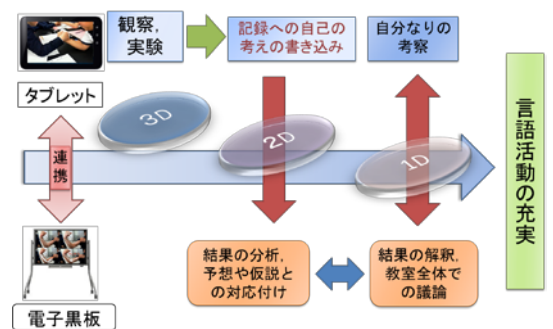 観察，
実験
記録への自己の
考えの書き込み
自分なりの
考察
タブレット
3D
2D
1D
連携
言語活動の充実
結果の分析，
予想や仮説と
の対応付け
結果の解釈，
教室全体で
の議論
電子黒板